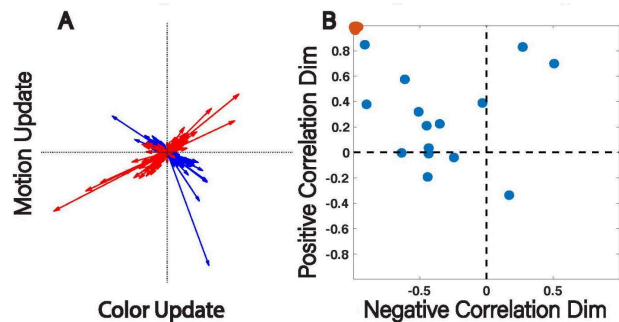 A
Motion Update
Color Update
B
Positive Correlation Dim
0.8
0.6
0.4
0.2
0
-0.2
-0.4
-0.6
-0.8
-0.5
0
0.5
Negative Correlation Dim